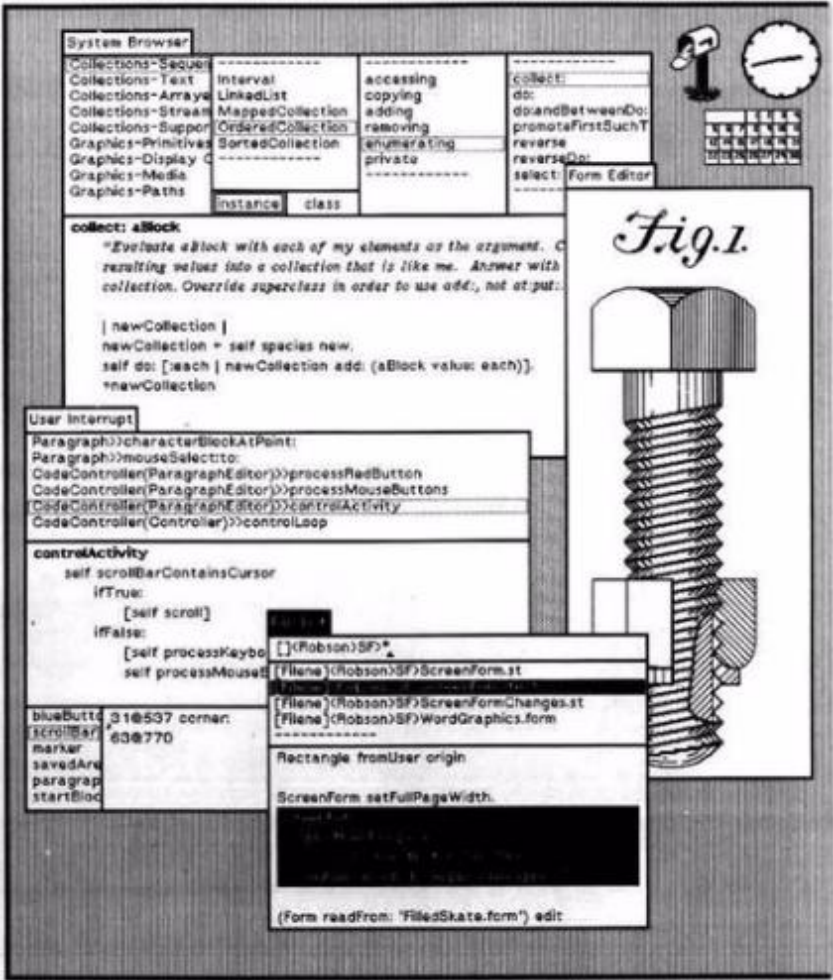 System Browser
Collections-Sequen
Collections-Text
Collections-Arraye
Collections-Stream
Collections-Suppor
Graphics-Primitives
Graphics-Display
Graphics-Media
Graphics-Paths
------------
Interval
LinkedList
MappedCollection
OrderedCollection
SortedCollection
------------
instance class
------------
accessing
copying
adding
removing
enumerating
private
------------
------------
collect:
do:
do:andBetweenDo:
promoteFirstSuchT
reverse
reverseDo:
select:
collect: aBlock
"Evaluate aBlock with each of my elements as the argument. C
resulting values into a collection that is like me. Answer with
collection. Override superclass in order to use add:, not at:put:.
| newCollection |
newCollection ← self species new.
self do: [:each | newCollection add: (aBlock value: each)].
↑newCollection
Form Editor
Fig.1.
User Interrupt
Paragraph>>characterBlockAtPoint:
Paragraph>>mouseSelect:to:
CodeController(ParagraphEditor)>>processRedButton
CodeController(ParagraphEditor)>>processMouseButtons
CodeController(ParagraphEditor)>>controlActivity
CodeController(Controller)>>controlLoop
controlActivity
self scrollBarContainsCursor
ifTrue:
[self scroll]
ifFalse:
[self processKeybo
self processMouseB
blueButto
scrollBar
marker
savedAre
paragrap
startBloc
31@537 corner:
63@770
[]<Robson>SF>*
[Filene]<Robson>SF>ScreenForm.st
[Filene]<Robson>SF>ScreenFormChanges.st
[Filene]<Robson>SF>WordGraphics.form
------------
Rectangle fromUser origin
ScreenForm setFullPageWidth.
(Form readFrom: 'FilledSkate.form') edit